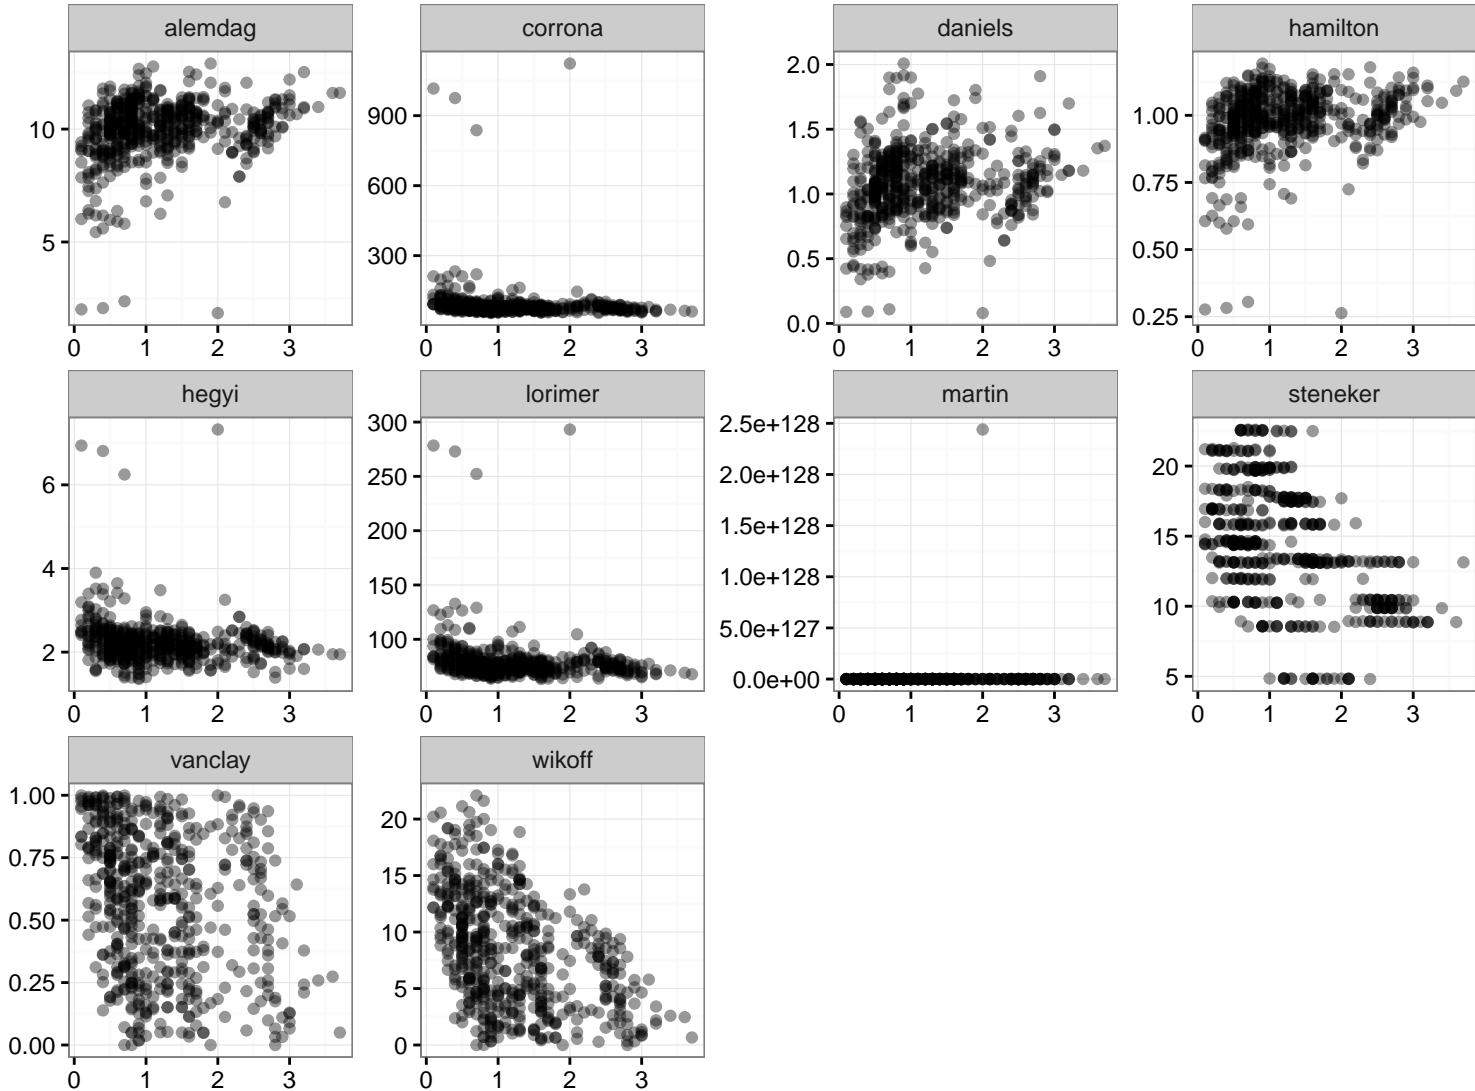 alemdag
corrona
daniels
hamilton
10
5
0 1 2 3
900
600
300
0 1 2 3
2.0
1.5
1.0
0.5
0.0
0 1 2 3
1.00
0.75
0.50
0.25
0 1 2 3
hegyi
lorimer
martin
steneker
6
4
2
0 1 2 3
300
250
200
150
100
0 1 2 3
2.5e+128
2.0e+128
1.5e+128
1.0e+128
5.0e+127
0.0e+00
0 1 2 3
20
15
10
5
0 1 2 3
vanclay
wikoff
1.00
0.75
0.50
0.25
0.00
0 1 2 3
20
15
10
5
0
0 1 2 3